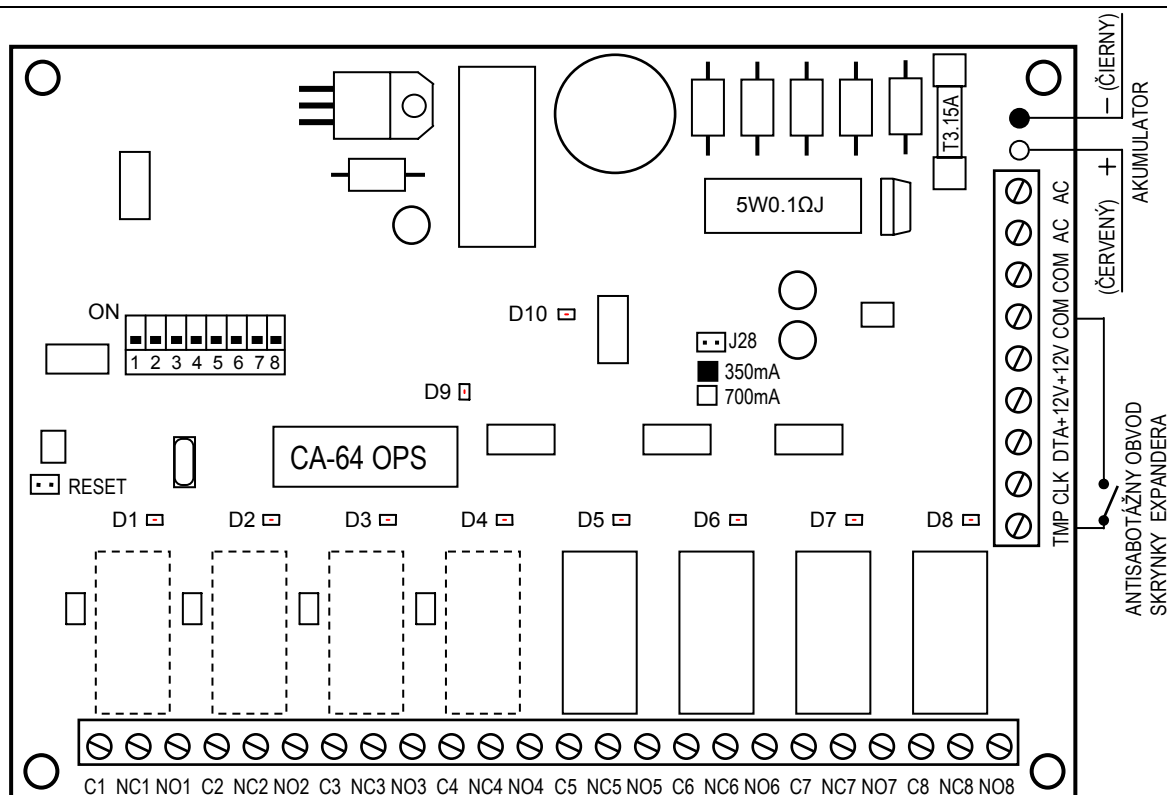 T3.15A
– (ČIERNY)
+
(ČERVENÝ)
AKUMULATOR
5W0.1ΩJ
AC
AC
COM
COM
+12V
+12V
DTA
CLK
TMP
ON
1 2 3 4 5 6 7 8
D10
J28
350mA
700mA
D9
CA-64 OPS
RESET
ANTISABOTÁŽNY OBVOD
SKRYNKY EXPANDERA
D1 D2 D3 D4 D5 D6 D7 D8
C1 NC1 NO1 C2 NC2 NO2 C3 NC3 NO3 C4 NC4 NO4 C5 NC5 NO5 C6 NC6 NO6 C7 NC7 NO7 C8 NC8 NO8